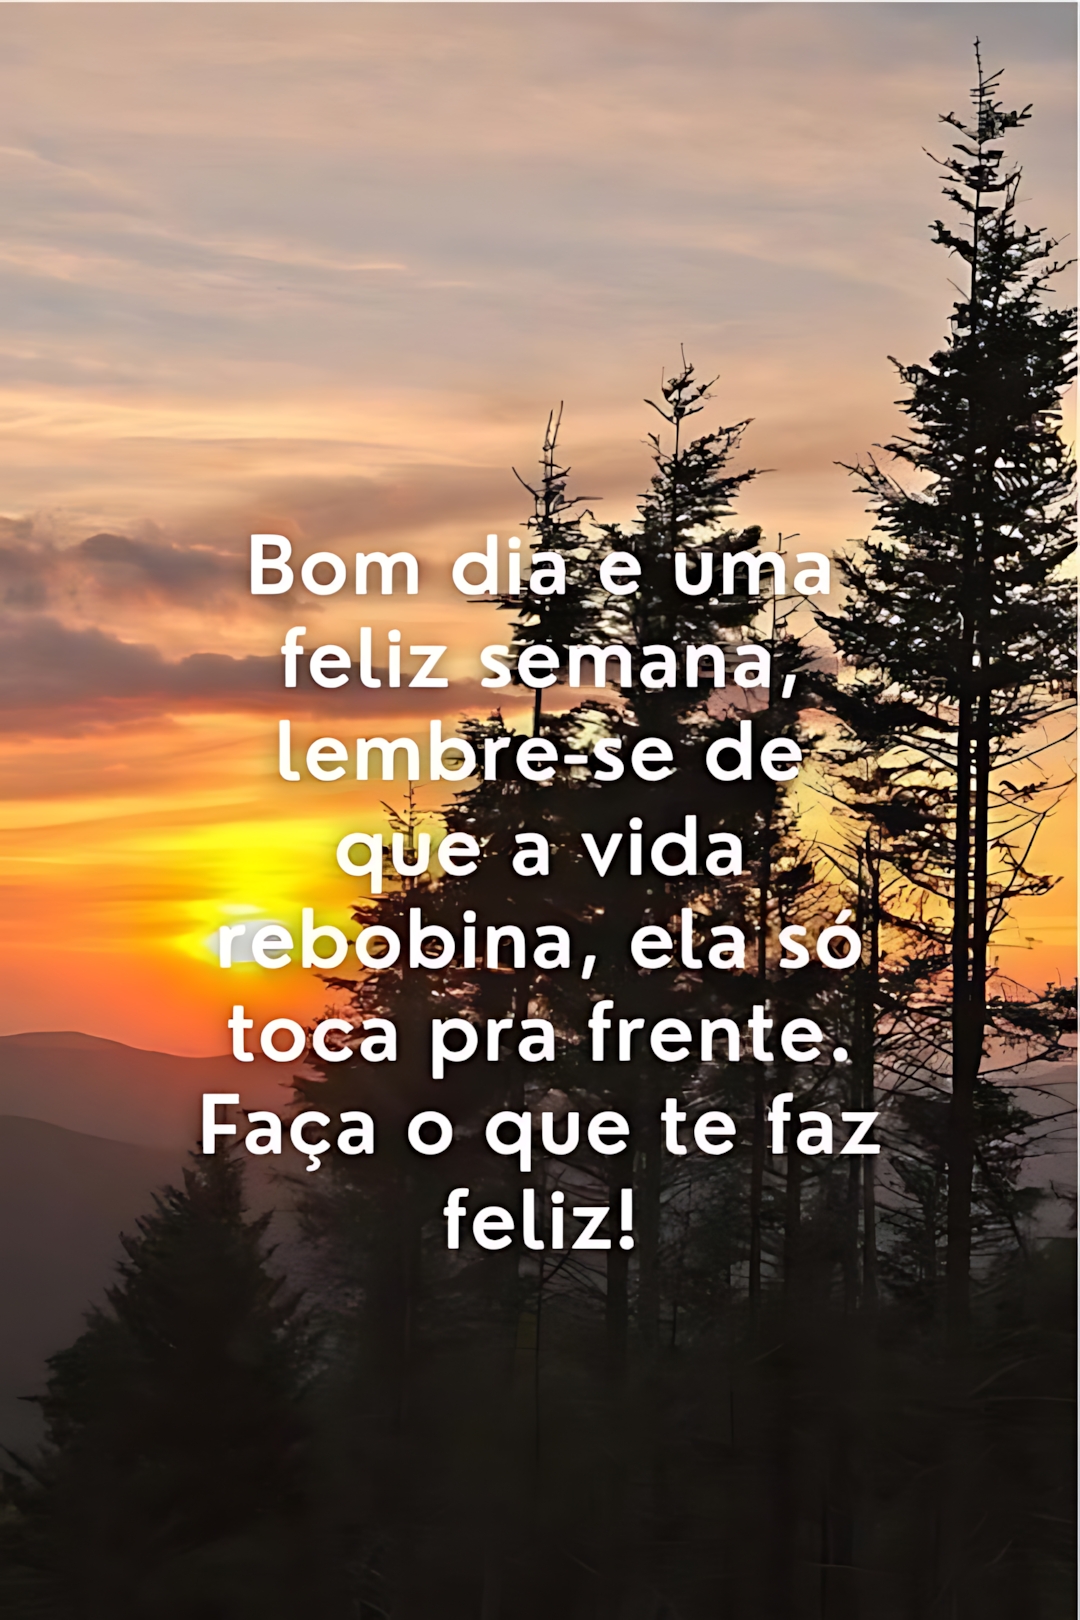 Bom dia e uma
feliz semana,
lembre-se de
que a vida
rebobina, ela só
toca pra frente.
Faça o que te faz
feliz!